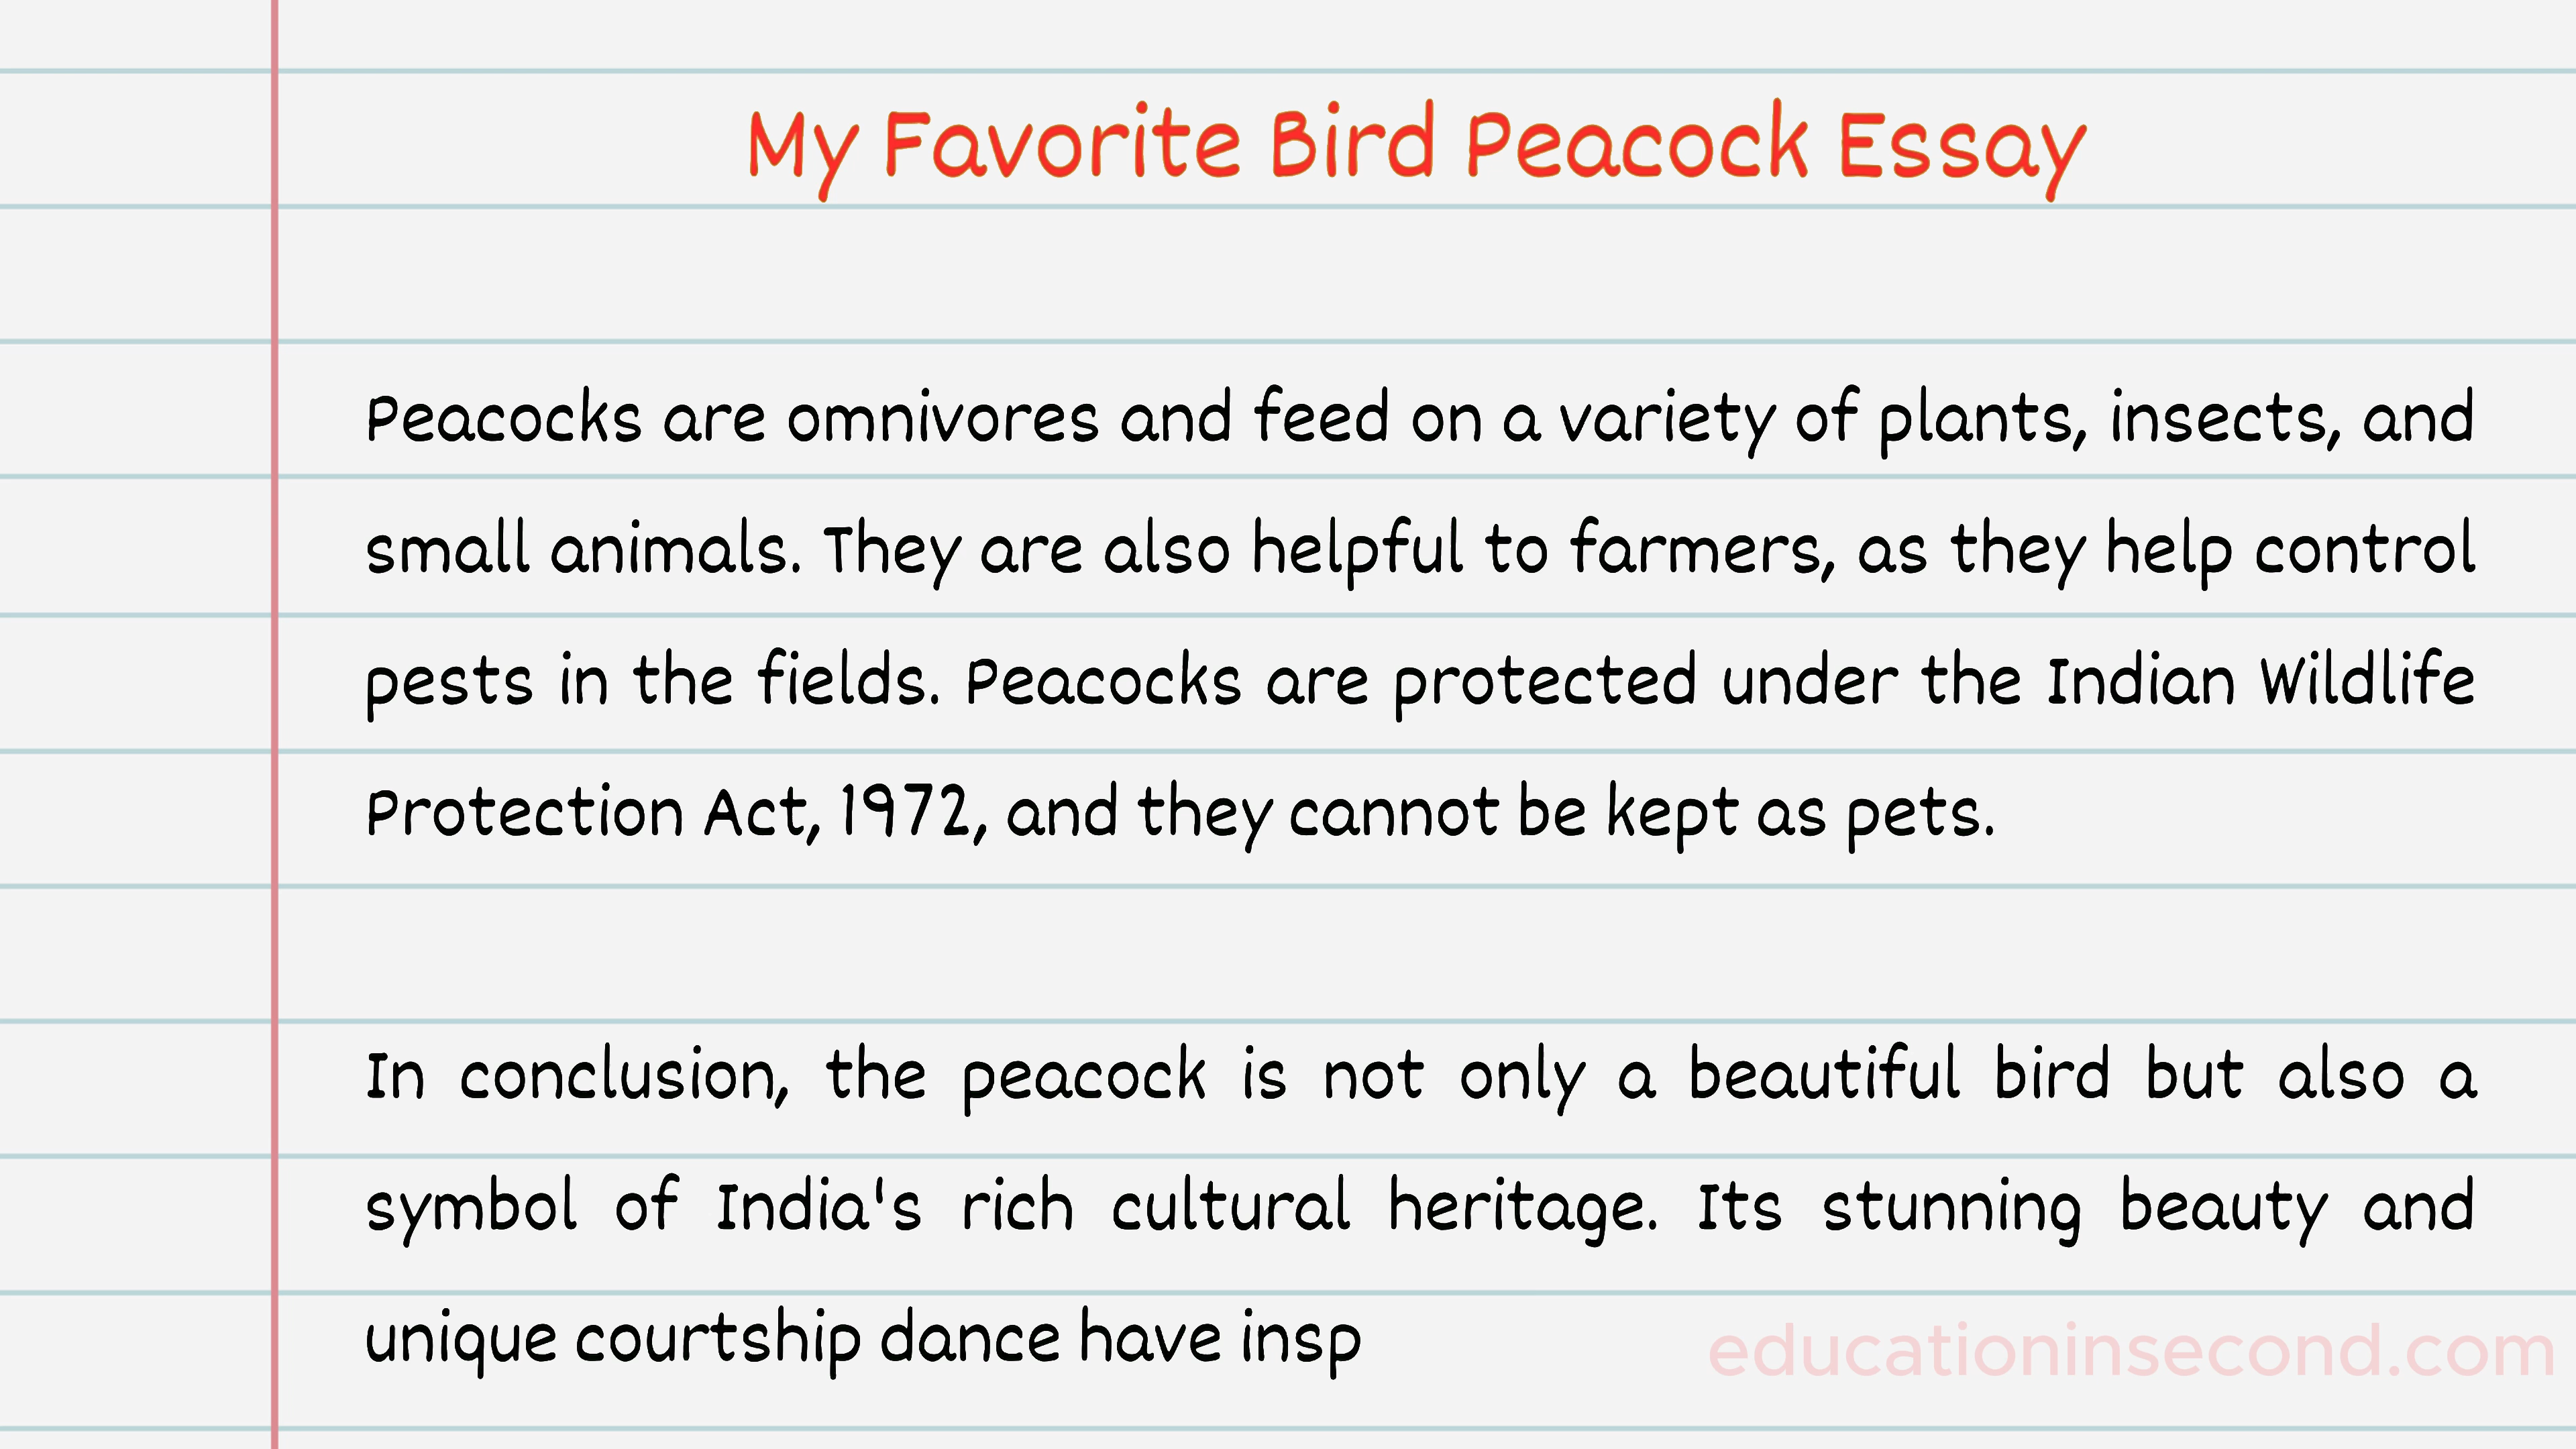 My Favorite Bird Peacock Essay
Peacocks are omnivores and feed on a variety of plants, insects, and
small animals. They are also helpful to farmers, as they help control
pests in the fields. Peacocks are protected under the Indian Wildlife
Protection Act, 1972, and they cannot be kept as pets.
In conclusion, the peacock is not only a beautiful bird but also a
symbol of India's rich cultural heritage. Its stunning beauty and
unique courtship dance have insp
educationinsecond.com